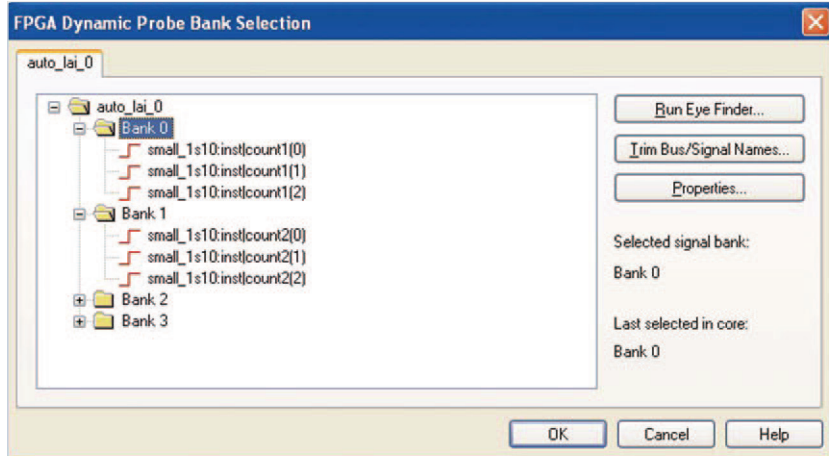 FPGA Dynamic Probe Bank Selection
auto_lai_0
auto_lai_0
Bank 0
small_1s10:inst|count1(0)
small_1s10:inst|count1(1)
small_1s10:inst|count1(2)
Bank 1
small_1s10:inst|count2(0)
small_1s10:inst|count2(1)
small_1s10:inst|count2(2)
Bank 2
Bank 3
Run Eye Finder...
Trim Bus/Signal Names...
Properties...
Selected signal bank:
Bank 0
Last selected in core:
Bank 0
OK
Cancel
Help